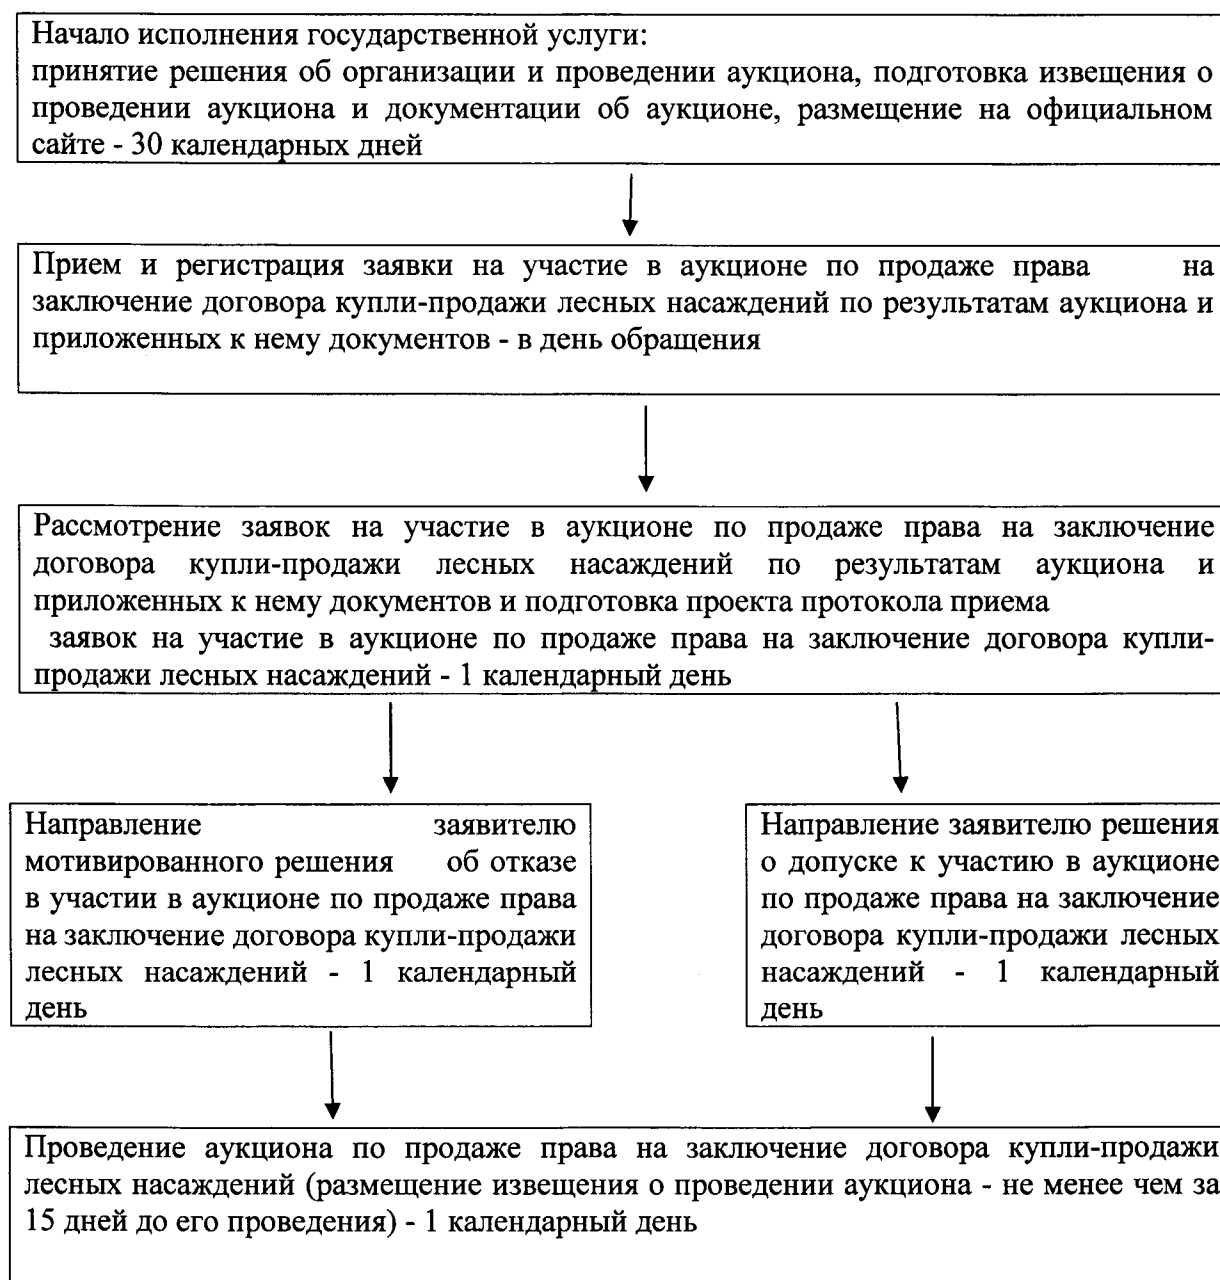 Начало исполнения государственной услуги:
принятие решения об организации и проведении аукциона, подготовка извещения о
проведении аукциона и документации об аукционе, размещение на официальном
сайте - 30 календарных дней
Прием и регистрация заявки на участие в аукционе по продаже права на
заключение договора купли-продажи лесных насаждений по результатам аукциона и
приложенных к нему документов - в день обращения
Рассмотрение заявок на участие в аукционе по продаже права на заключение
договора купли-продажи лесных насаждений по результатам аукциона и
приложенных к нему документов и подготовка проекта протокола приема
заявок на участие в аукционе по продаже права на заключение договора купли-
продажи лесных насаждений - 1 календарный день
Направление заявителю
мотивированного решения об отказе
в участии в аукционе по продаже права
на заключение договора купли-продажи
лесных насаждений - 1 календарный
день
Направление заявителю решения
о допуске к участию в аукционе
по продаже права на заключение
договора купли-продажи лесных
насаждений - 1 календарный
день
Проведение аукциона по продаже права на заключение договора купли-продажи
лесных насаждений (размещение извещения о проведении аукциона - не менее чем за
15 дней до его проведения) - 1 календарный день